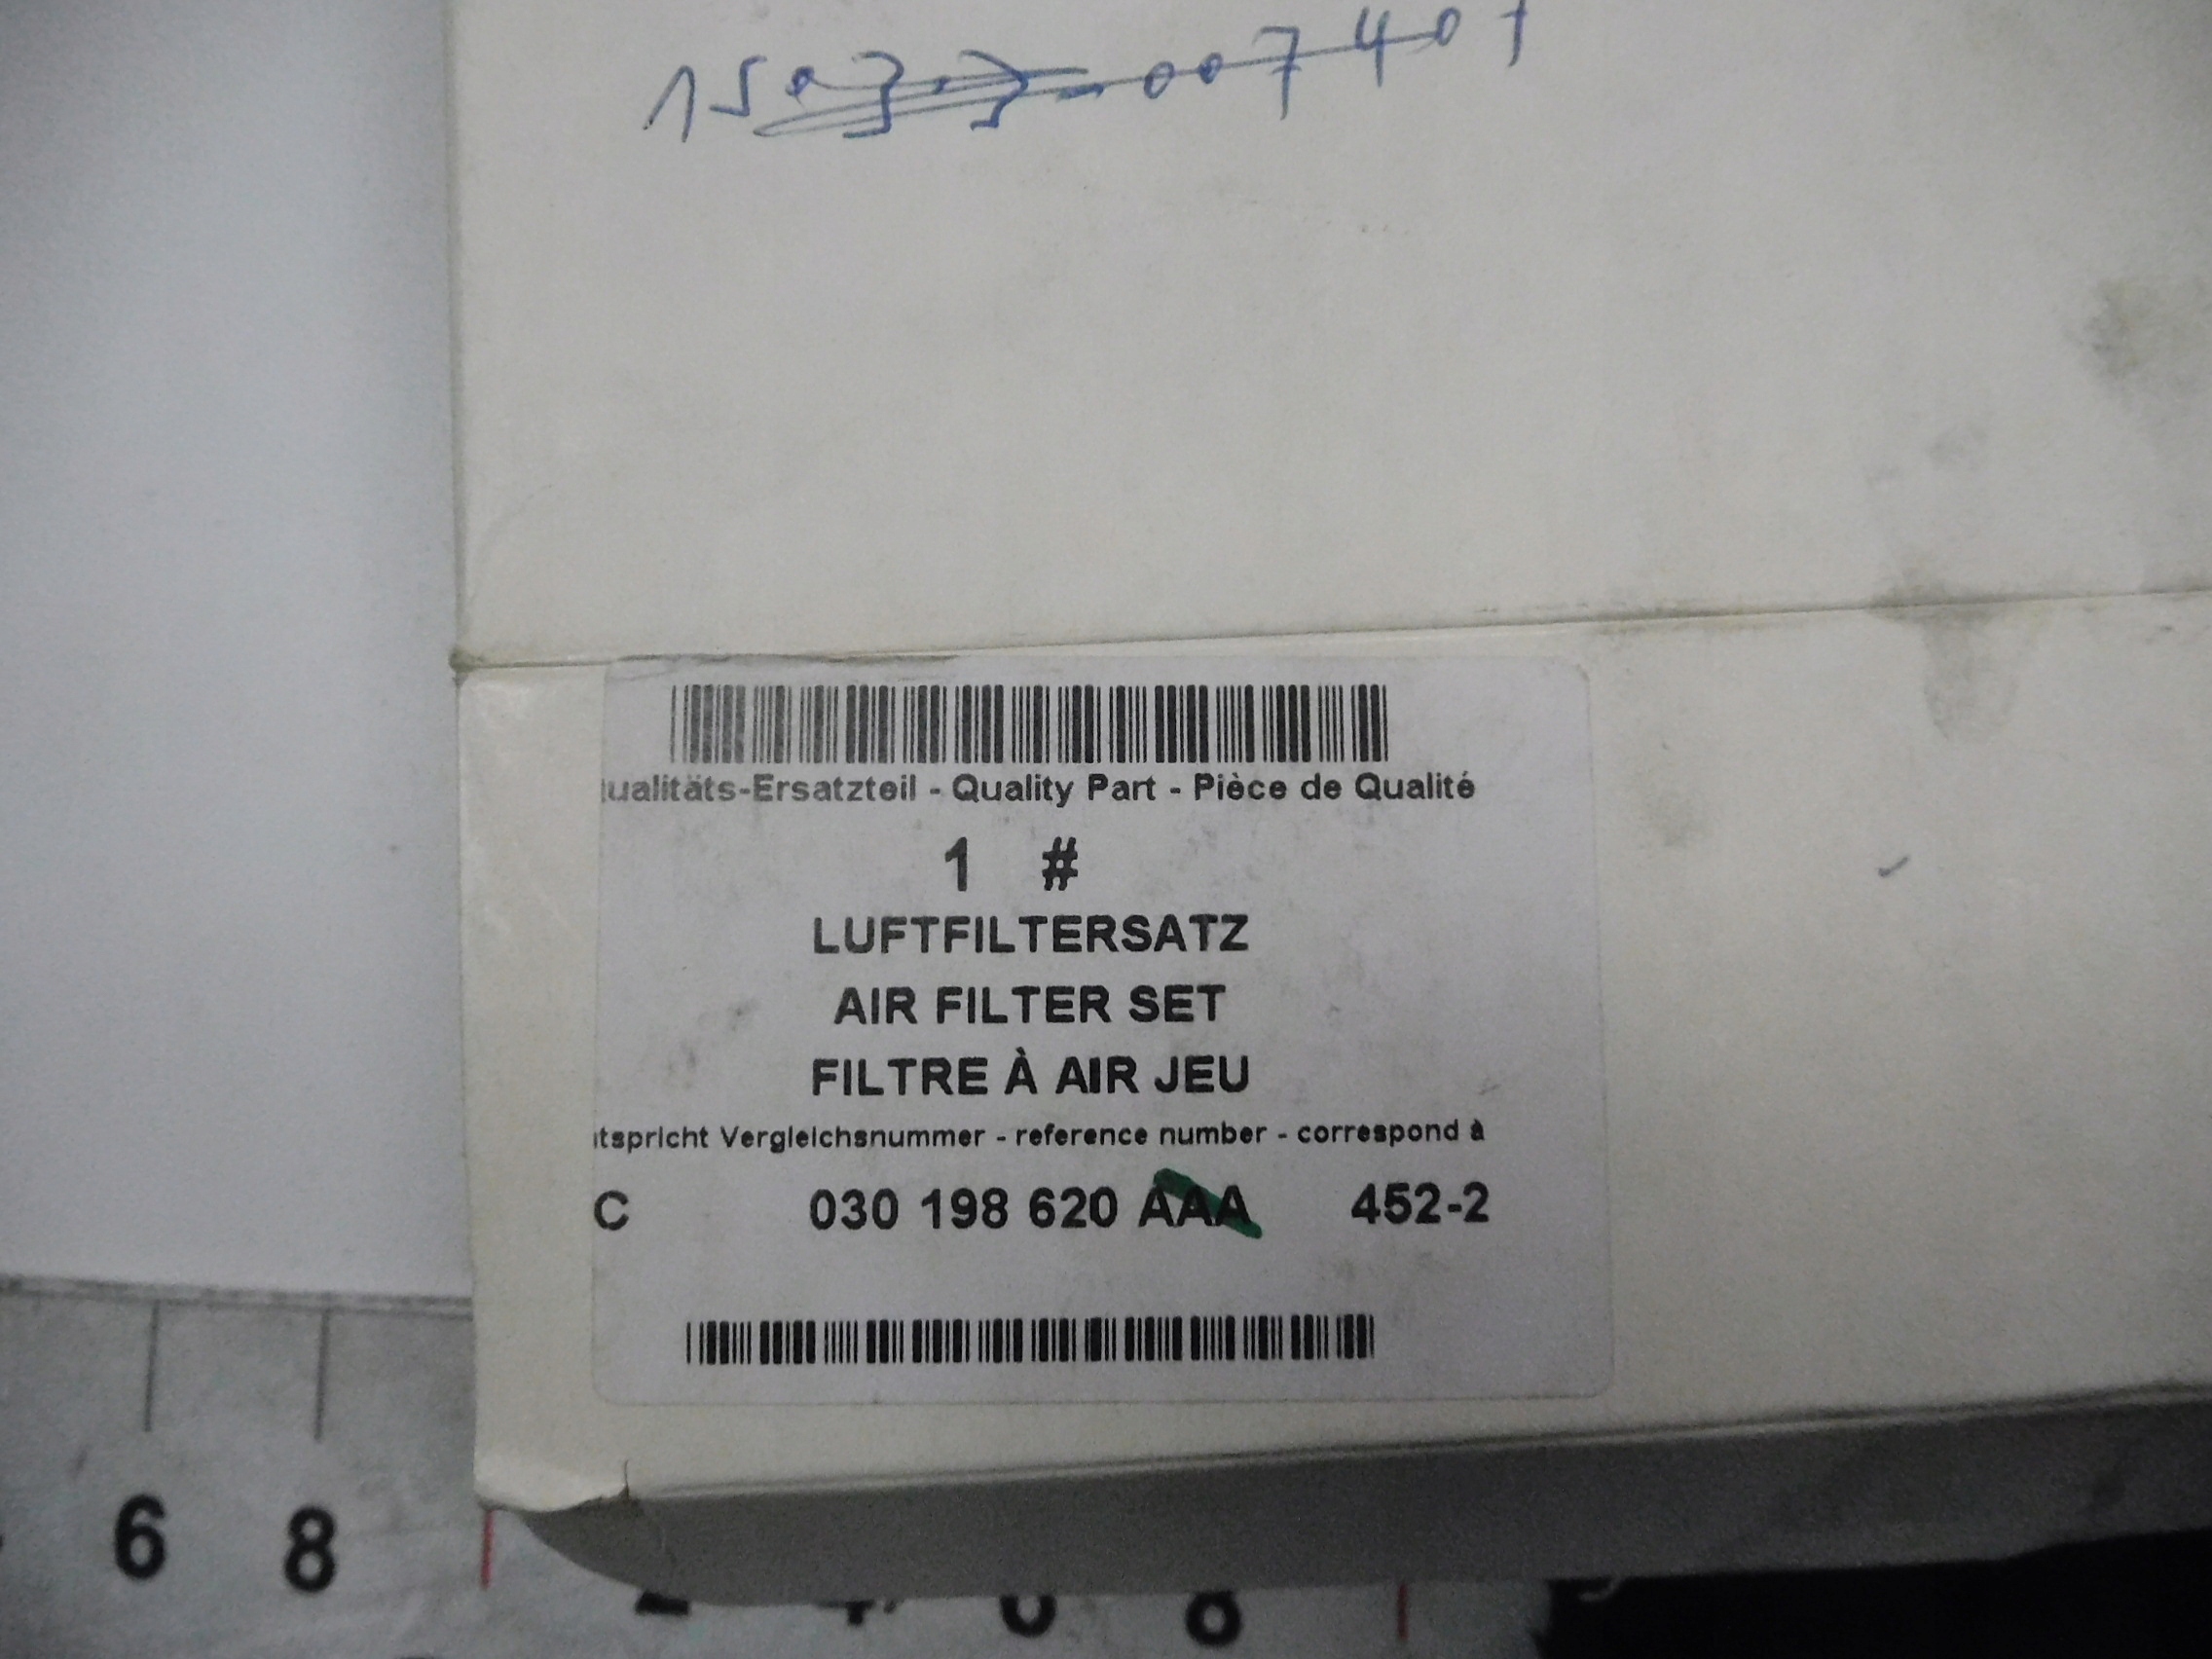 ualitäts-Ersatzteil - Quality Part - Pièce de Qualité
1 #
LUFTFILTERSATZ
AIR FILTER SET
FILTRE À AIR JEU
tspricht Vergleichsnummer - reference number - correspond à
C 030 198 620 AAA 452-2
6 8